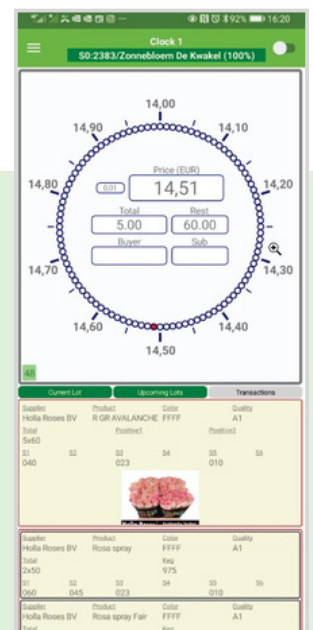 92% 16:20
Clock 1
S0:2383/Zonnebloem De Kwakel (100%)
14,00
14,90 14,10
Price (EUR)
14,80 0.01 14,51 14,20
Total Rest
5.00 60.00
Buyer Sub
14,70 14,30
14,60 14,40
14,50
48
Current Lot Upcoming Lots Transactions
Supplier Product Color Quality
Holla Roses BV R GR AVALANCHE FFFF A1
Total Positive1 Positive2
5x60
S1 S2 S3 S4 S5 S6
040 023 010
Supplier Product Color Quality
Holla Roses BV Rosa spray FFFF A1
Total Keg
2x50 975
S1 S2 S3 S4 S5 S6
060 045 023 010
Supplier Product Color Quality
Holla Roses BV Rosa spray Fair FFFF A1
Total Keg